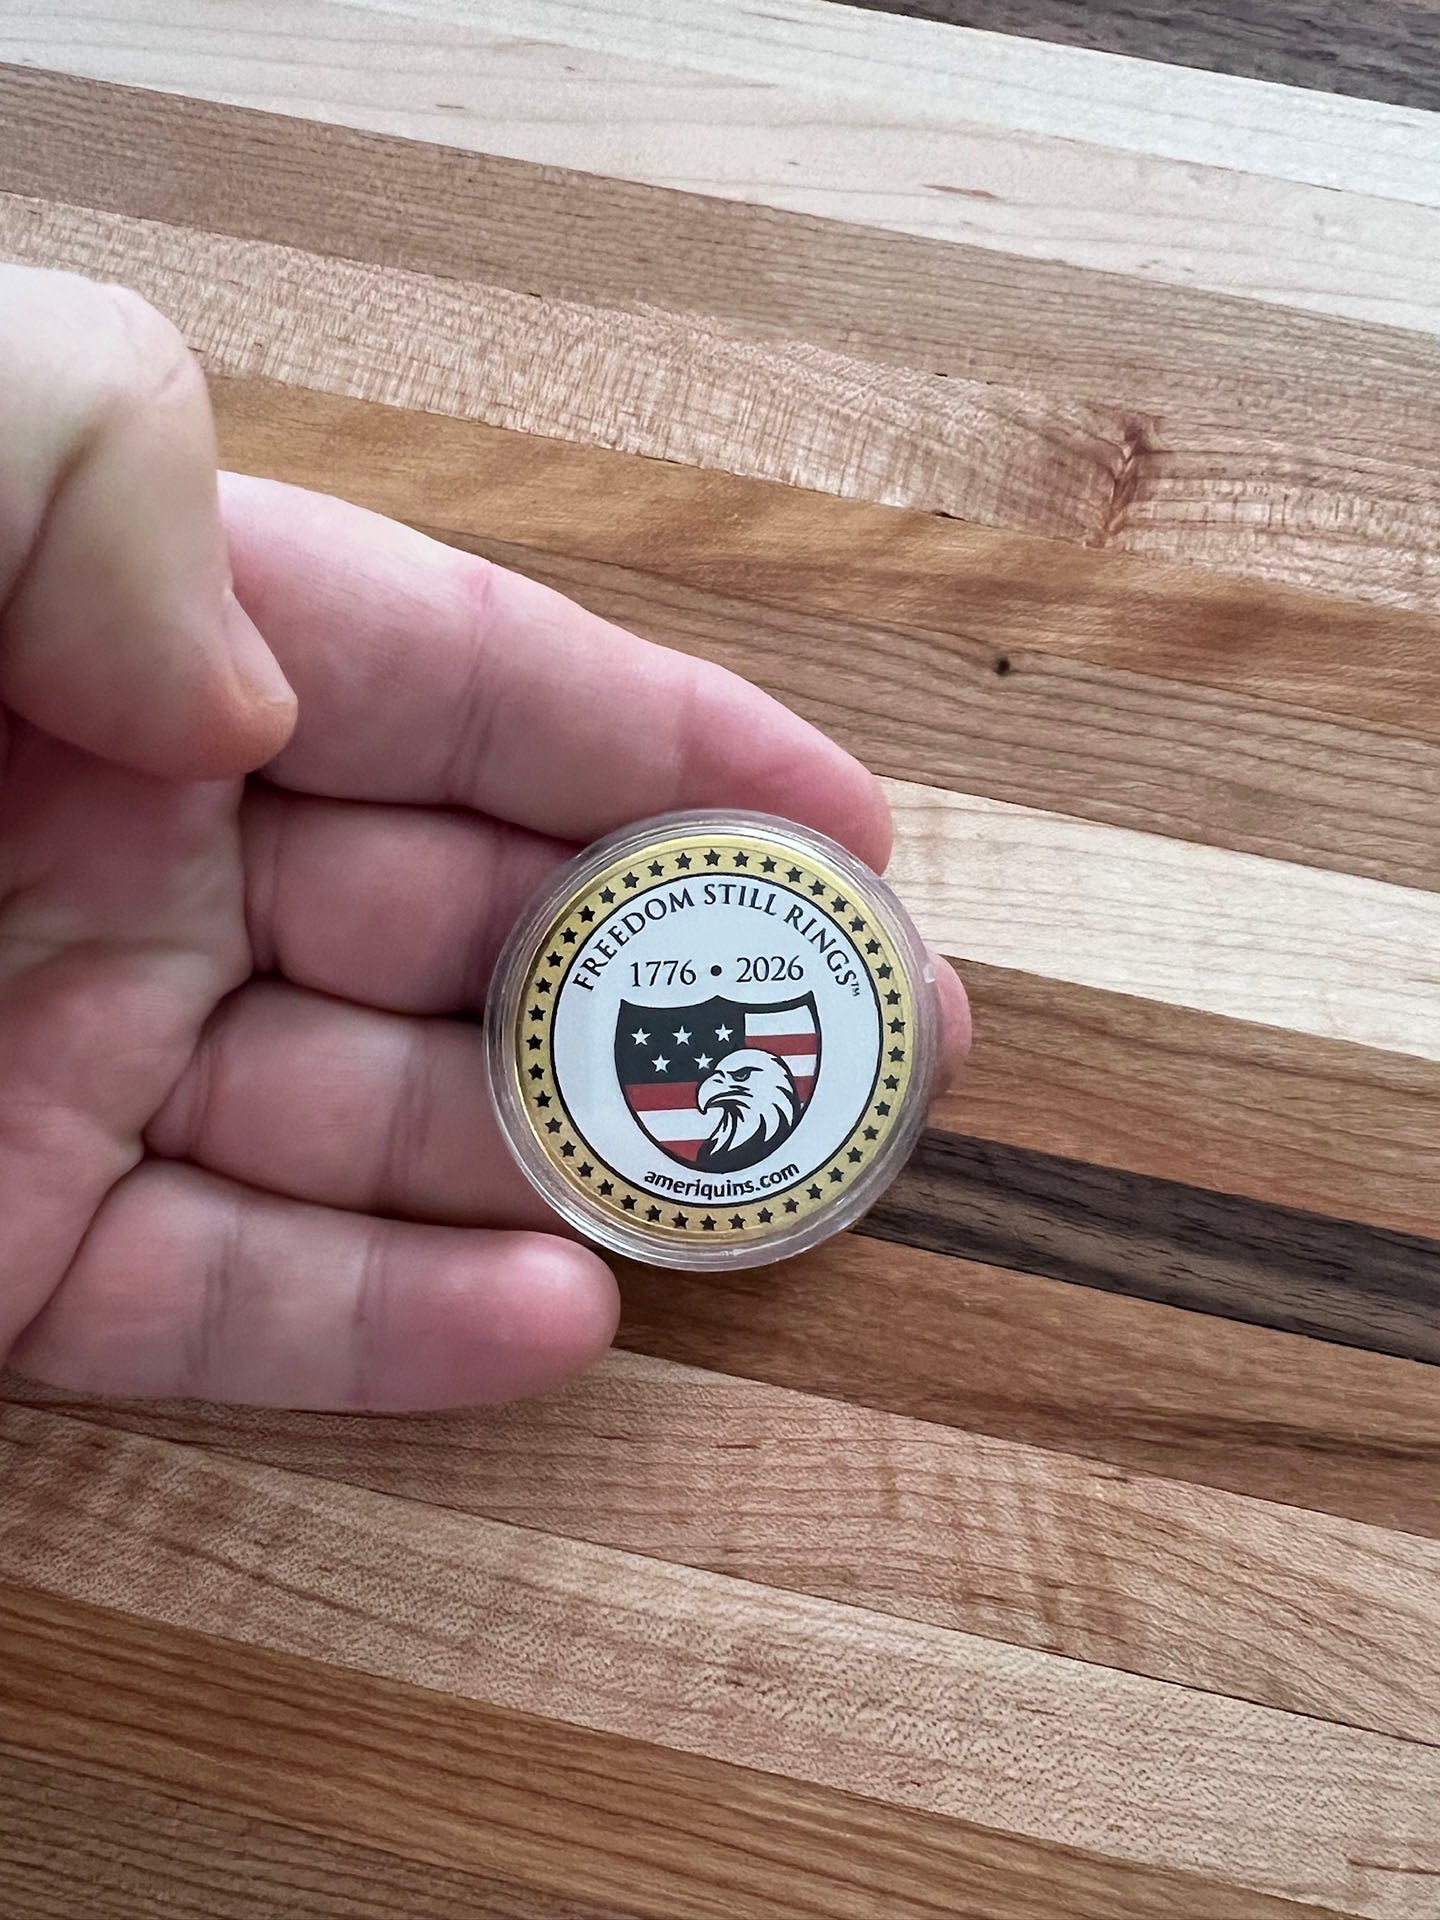 FREEDOM STILL RINGS™
1776 • 2026
ameriquins.com